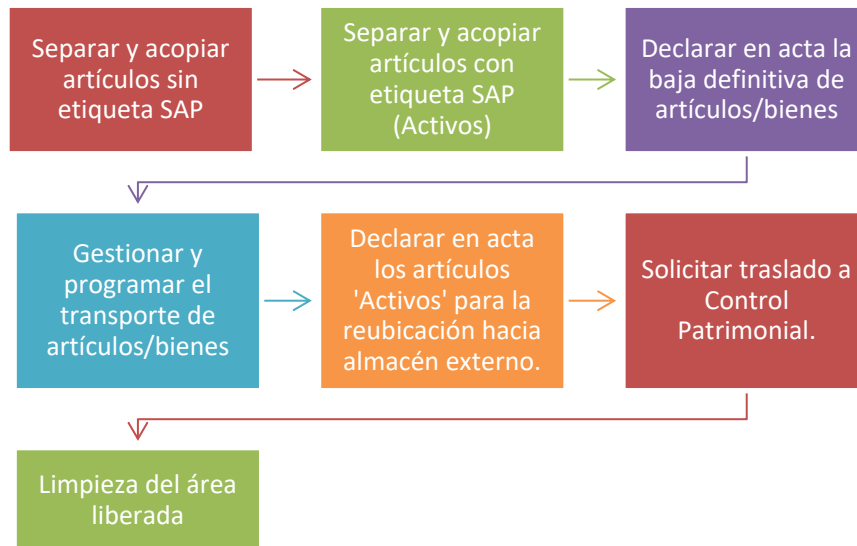 Separar y acopiar
artículos sin
etiqueta SAP
Separar y acopiar
artículos con
etiqueta SAP
(Activos)
Declarar en acta la
baja definitiva de
artículos/bienes
Gestionar y
programar el
transporte de
artículos/bienes
Declarar en acta
los artículos
'Activos' para la
reubicación hacia
almacén externo.
Solicitar traslado a
Control
Patrimonial.
Limpieza del área
liberada